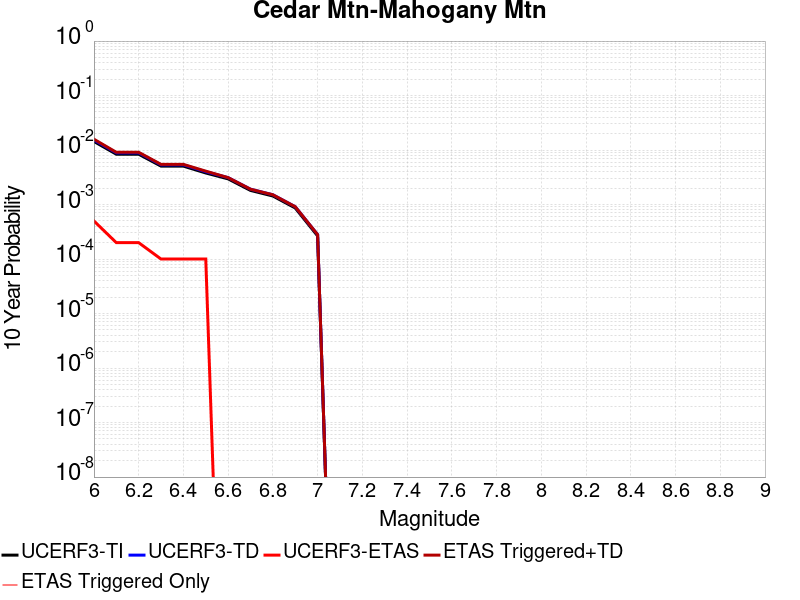 Cedar Mtn-Mahogany Mtn
10^0
10^-1
10^-2
10^-3
10^-4
10^-5
10^-6
10^-7
10^-8
10 Year Probability
6 6.2 6.4 6.6 6.8 7 7.2 7.4 7.6 7.8 8 8.2 8.4 8.6 8.8 9
Magnitude
UCERF3-TI UCERF3-TD UCERF3-ETAS ETAS Triggered+TD
ETAS Triggered Only